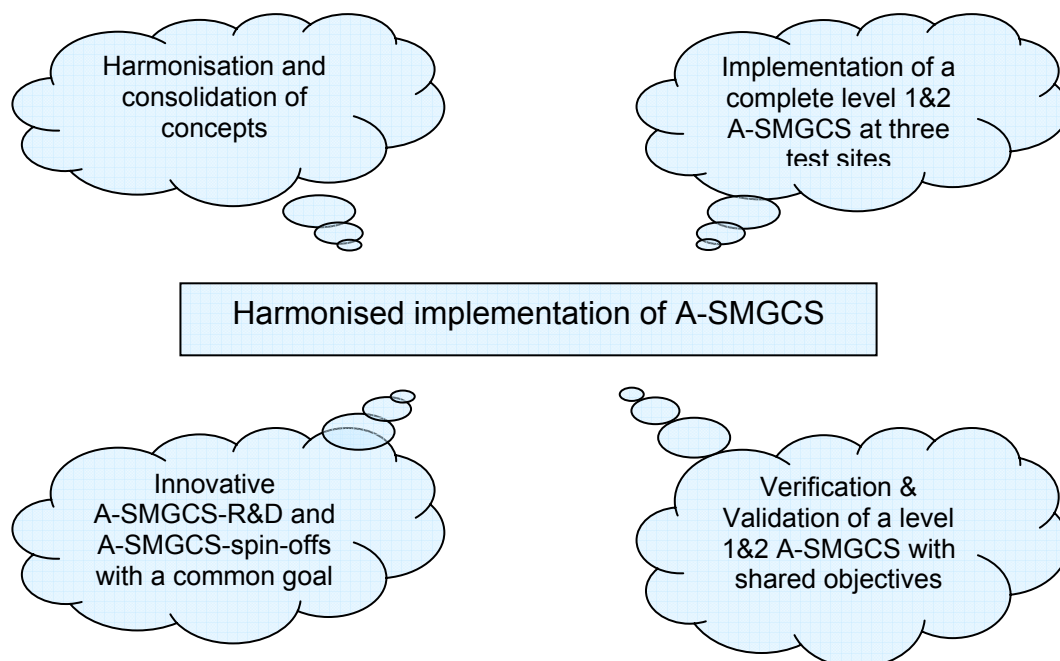 Harmonisation and
consolidation of
concepts
Implementation of a
complete level 1&2
A-SMGCS at three
test sites
Harmonised implementation of A-SMGCS
Innovative
A-SMGCS-R&D and
A-SMGCS-spin-offs
with a common goal
Verification &
Validation of a level
1&2 A-SMGCS with
shared objectives